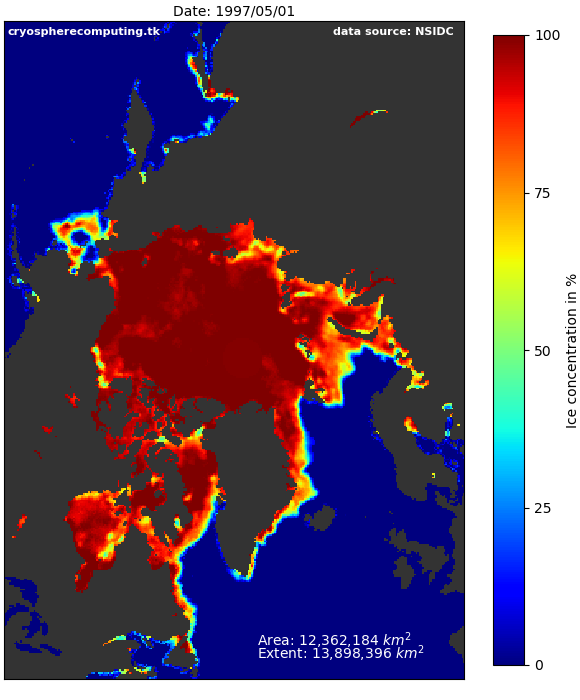 Date: 1997/05/01
cryospherecomputing.tk
data source: NSIDC
100
75
50
25
0
Ice concentration in %
Area: 12,362,184 km²
Extent: 13,898,396 km²